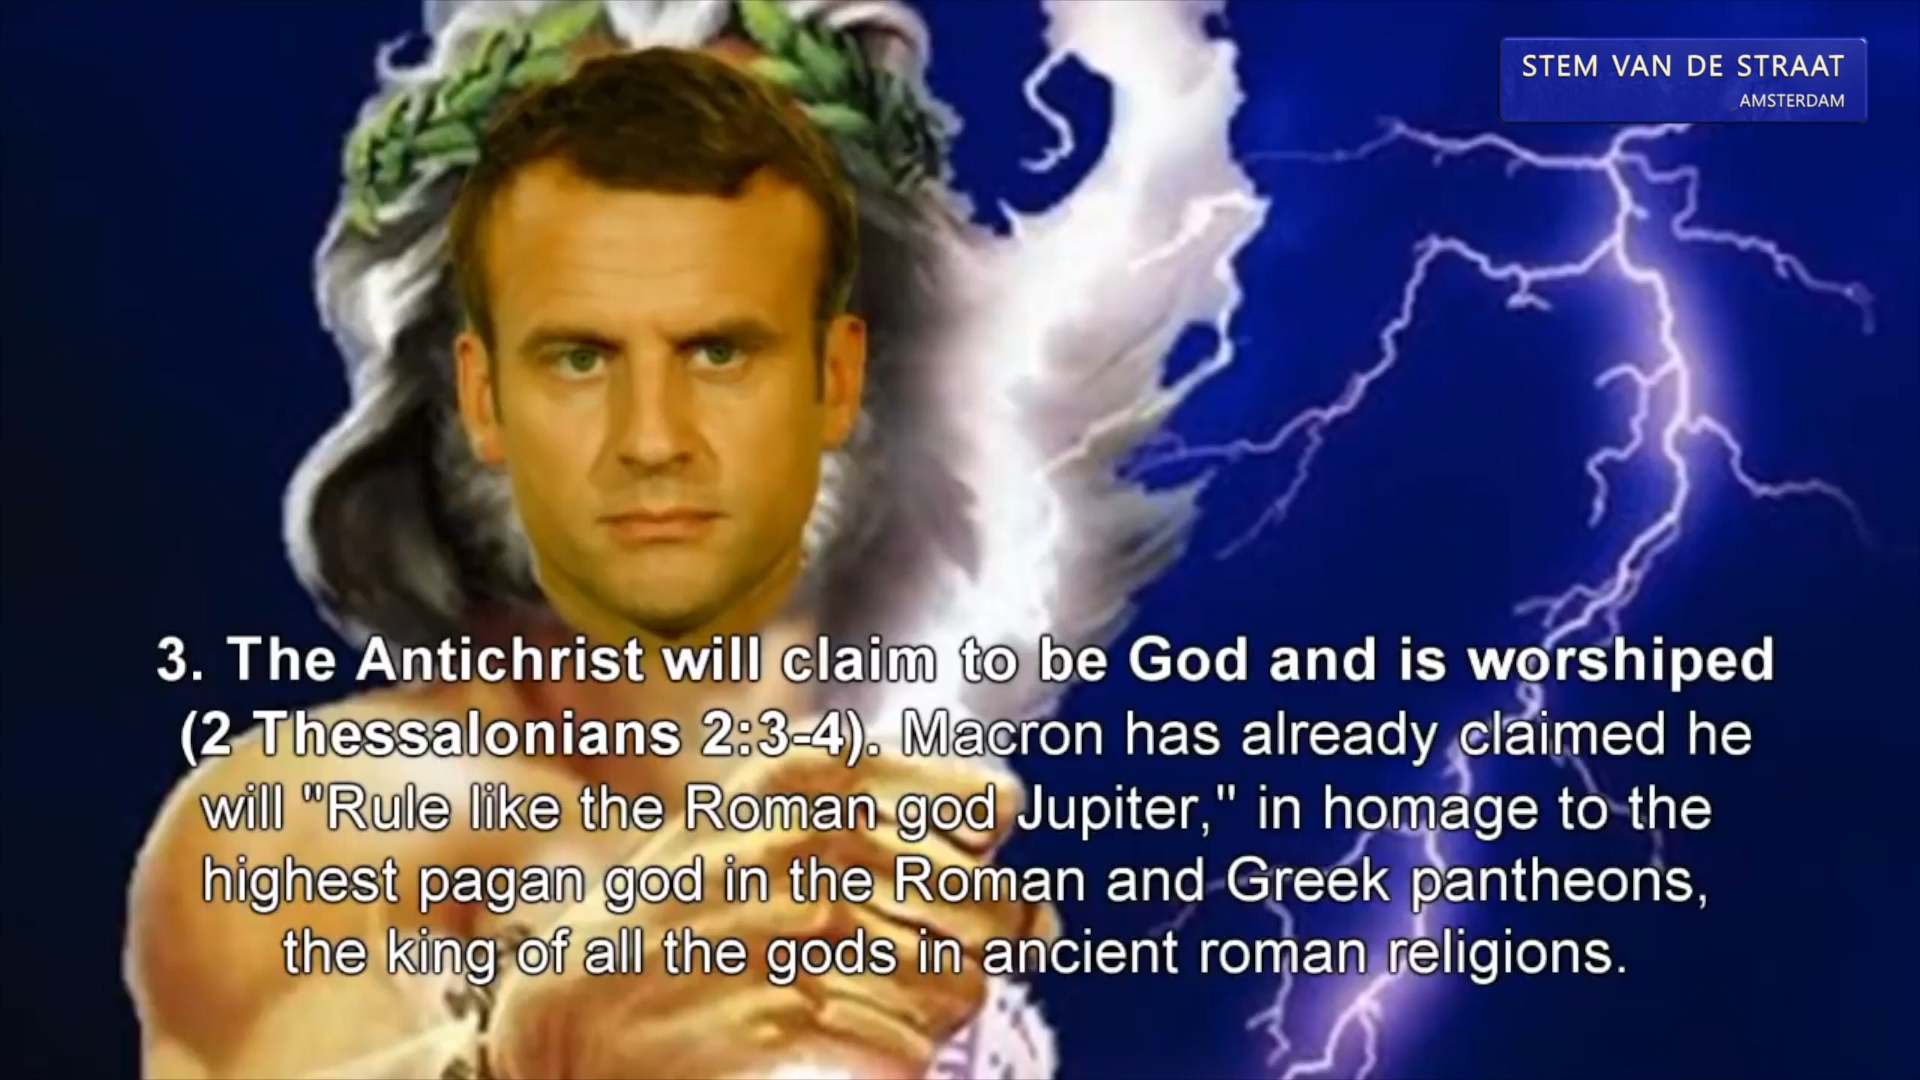 STEM VAN DE STRAAT
AMSTERDAM
3. The Antichrist will claim to be God and is worshiped
(2 Thessalonians 2:3-4). Macron has already claimed he
will "Rule like the Roman god Jupiter," in homage to the
highest pagan god in the Roman and Greek pantheons,
the king of all the gods in ancient roman religions.